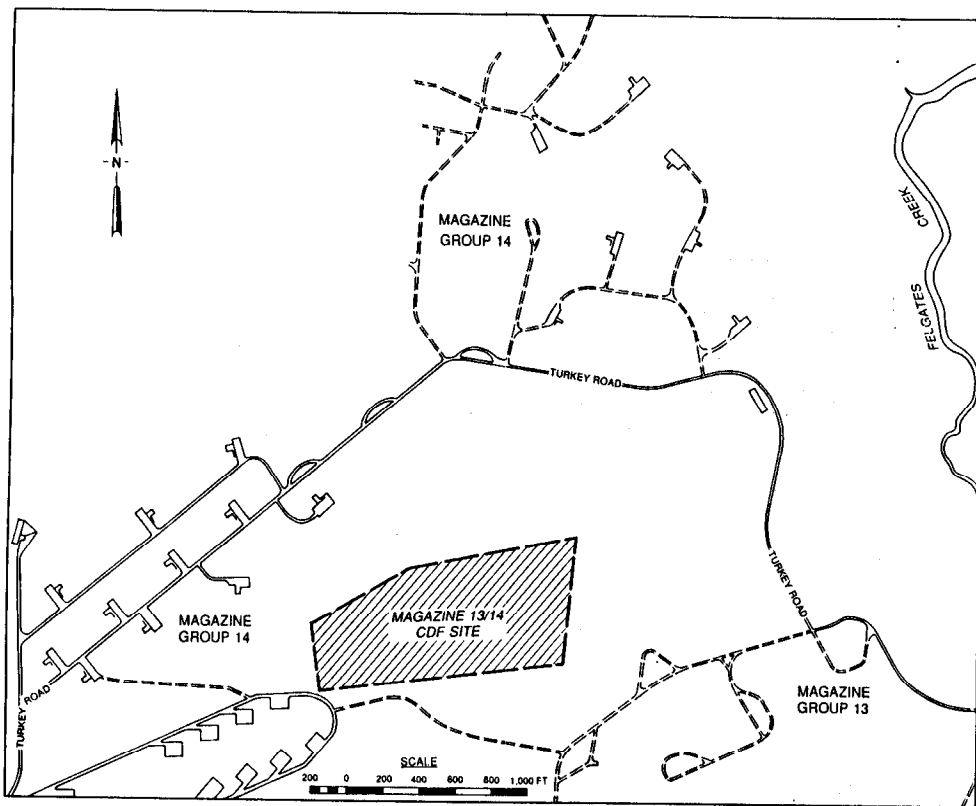 N
MAGAZINE
GROUP 14
CREEK
FELGATES
TURKEY ROAD
TURKEY ROAD
MAGAZINE 13/14
CDF SITE
MAGAZINE
GROUP 14
MAGAZINE
GROUP 13
TURKEY ROAD
SCALE
200 0 200 400 600 800 1,000 FT